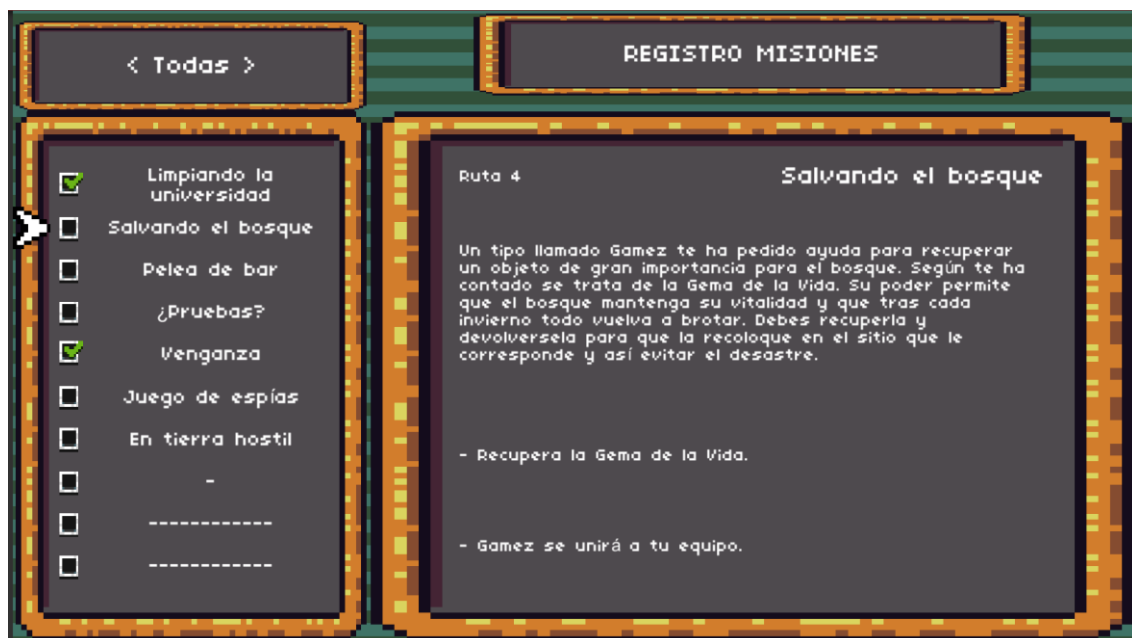 < Todas >
REGISTRO MISIONES
Limpiando la
universidad
Salvando el bosque
Pelea de bar
¿Pruebas?
Venganza
Juego de espías
En tierra hostil
-
------------
------------
Ruta 4
Salvando el bosque
Un tipo llamado Gamez te ha pedido ayuda para recuperar
un objeto de gran importancia para el bosque. Según te ha
contado se trata de la Gema de la Vida. Su poder permite
que el bosque mantenga su vitalidad y que tras cada
invierno todo vuelva a brotar. Debes recuperla y
devolversela para que la recoloque en el sitio que le
corresponde y así evitar el desastre.
- Recupera la Gema de la Vida.
- Gamez se unirá a tu equipo.